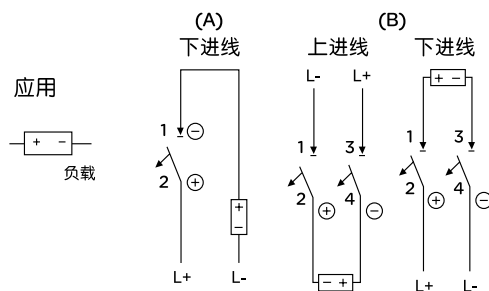 (A) (B)
下进线 上进线 下进线
L- L+
+ -
应用
1 ⊖ 1 3 1 3
+ -
负载
2 ⊕ 2 ⊕ 4 ⊖ 2 ⊕ 4 ⊖
+
-
- +
L+ L- L+ L-